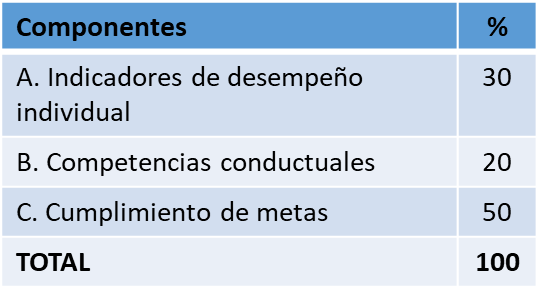 Componentes %
A. Indicadores de desempeño 30
individual
B. Competencias conductuales 20
C. Cumplimiento de metas 50
TOTAL 100